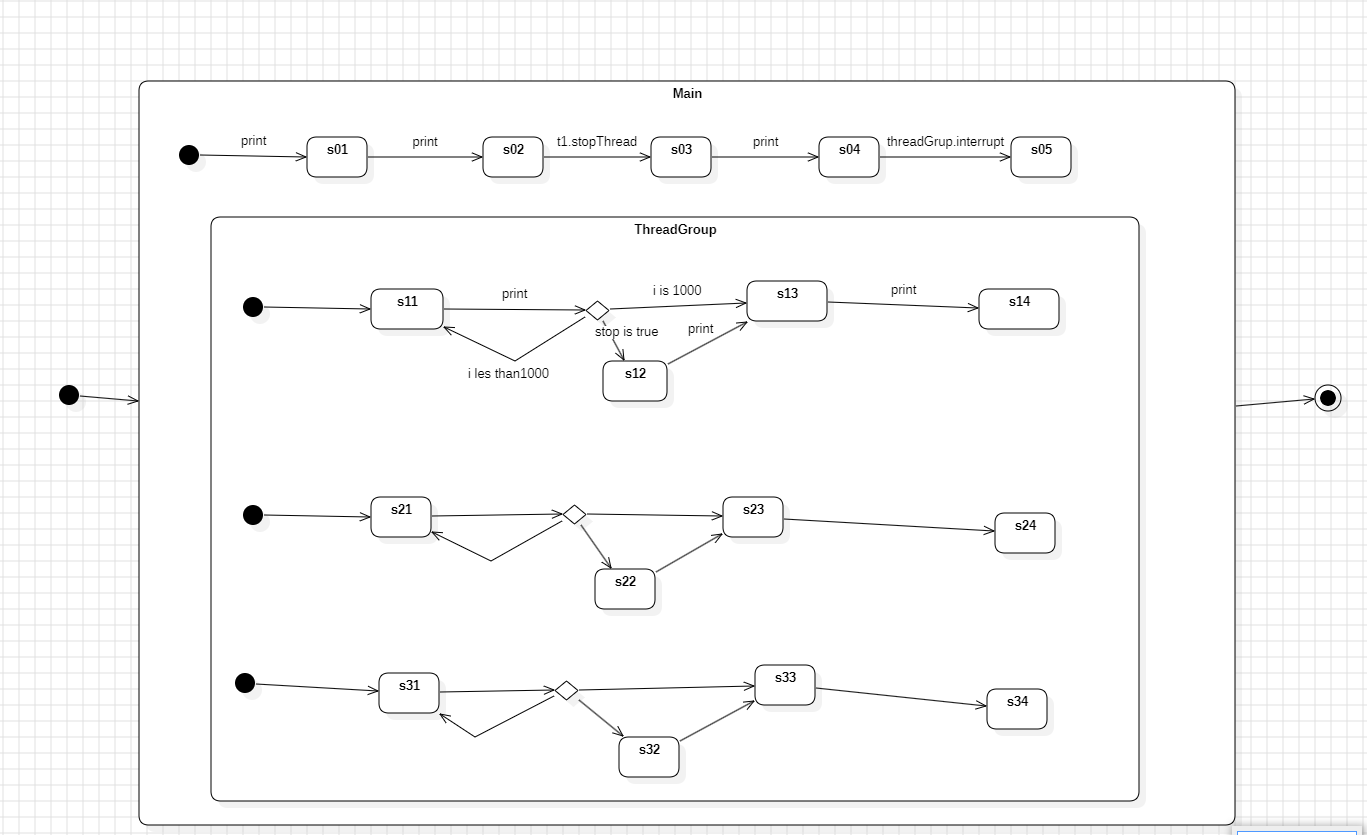 Main
print
print
t1.stopThread
print
threadGrup.interrupt
s01
s02
s03
s04
s05
ThreadGroup
print
i is 1000
print
s11
s13
s14
stop is true
print
i les than1000
s12
s21
s23
s24
s22
s31
s33
s34
s32